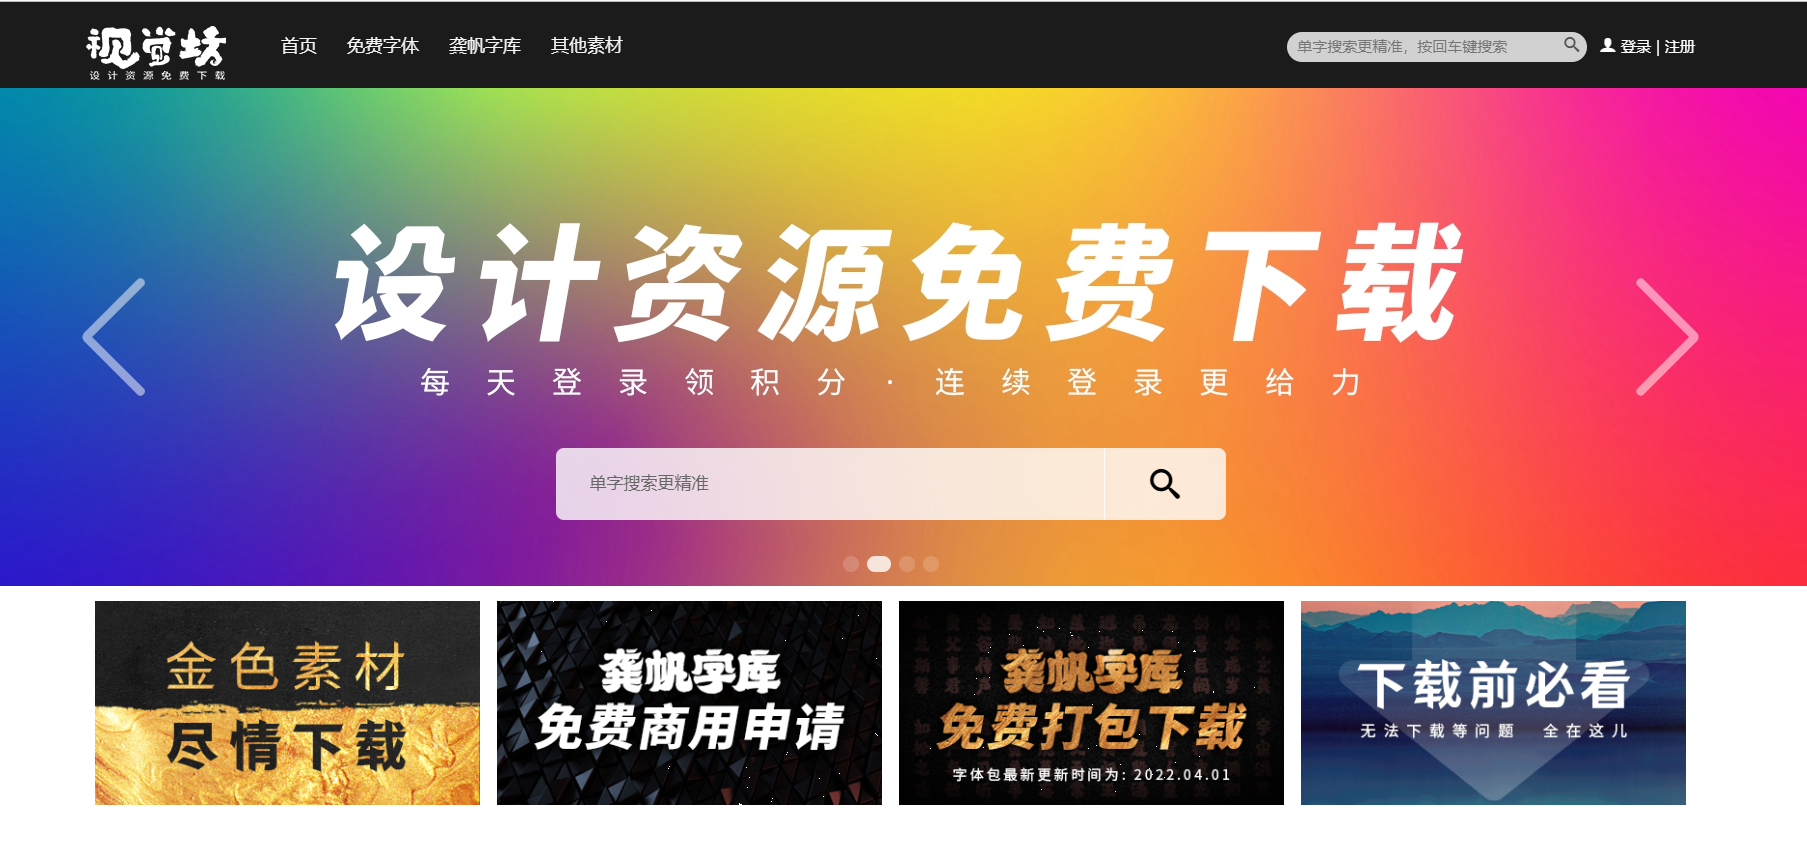 视觉坊
设计资源免费下载
首页 免费字体 龚帆字库 其他素材
单字搜索更精准，按回车键搜索
登录 | 注册
设计资源免费下载
每天登录领积分·连续登录更给力
单字搜索更精准
金色素材
尽情下载
龚帆字库
免费商用申请
龚帆字库
免费打包下载
字体包最新更新时间为: 2022.04.01
下载前必看
无法下载等问题 全在这儿